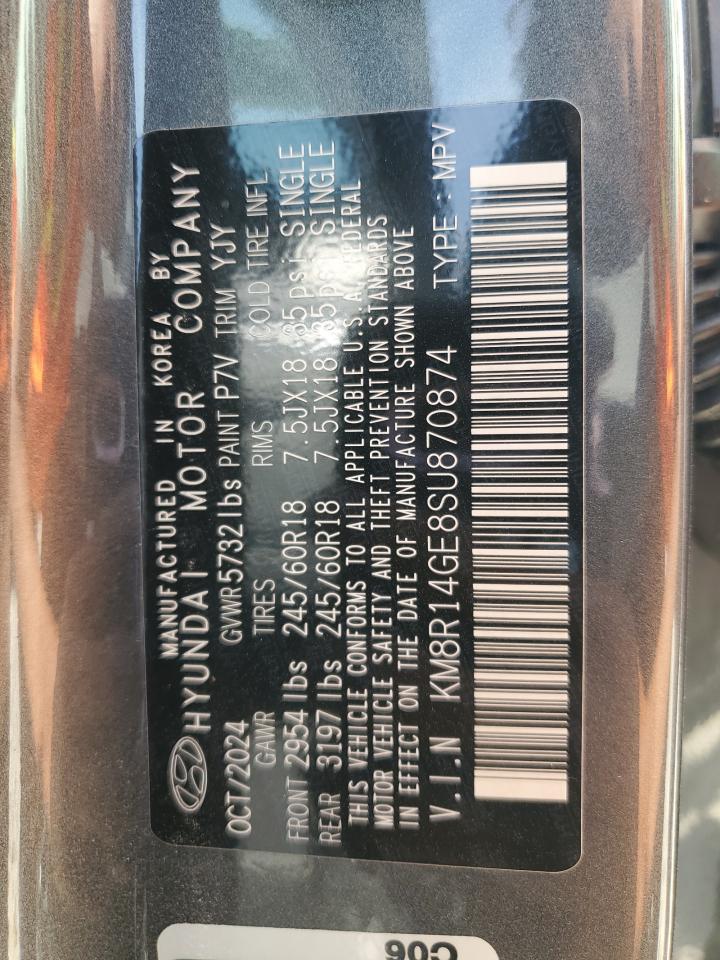 MANUFACTURED IN KOREA BY
HYUNDAI MOTOR COMPANY
OCT/2024 GVWR 5732 lbs PAINT P7V TRIM YJY
GAWR TIRES RIMS COLD TIRE INFL
FRONT 2954 lbs 245/60R18 7.5JX18 35 psi SINGLE
REAR 3197 lbs 245/60R18 7.5JX18 35 psi SINGLE
THIS VEHICLE CONFORMS TO ALL APPLICABLE U.S.A. FEDERAL
MOTOR VEHICLE SAFETY AND THEFT PREVENTION STANDARDS
IN EFFECT ON THE DATE OF MANUFACTURE SHOWN ABOVE
V.I.N KM8R14GE8SU870874 TYPE : MPV